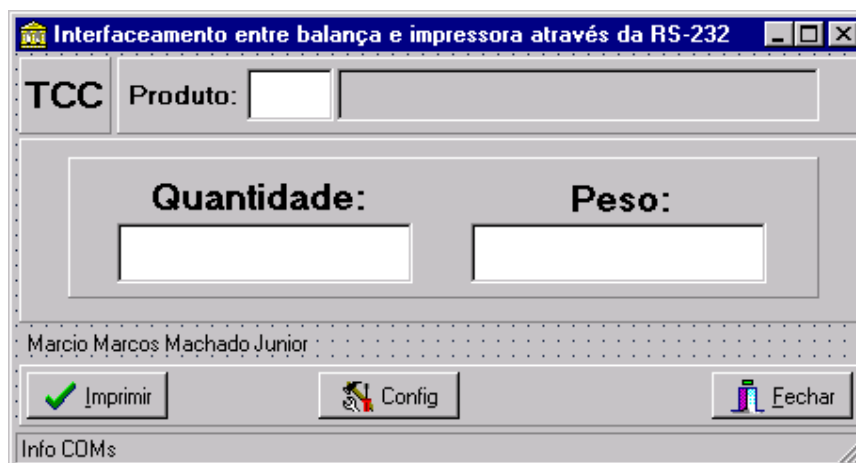 Interfaceamento entre balança e impressora através da RS-232
TCC Produto:
Quantidade: Peso:
Marcio Marcos Machado Junior
Imprimir Config Fechar
Info COMs